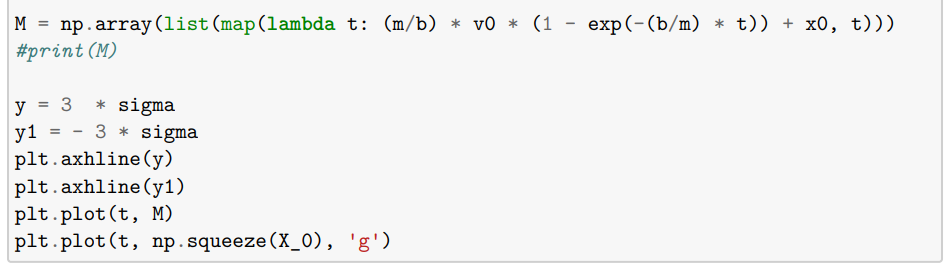 M = np.array(list(map(lambda t: (m/b) * v0 * (1 - exp(-(b/m) * t)) + x0, t)))
#print(M)
y = 3  * sigma
y1 = - 3 * sigma
plt.axhline(y)
plt.axhline(y1)
plt.plot(t, M)
plt.plot(t, np.squeeze(X_0), 'g')